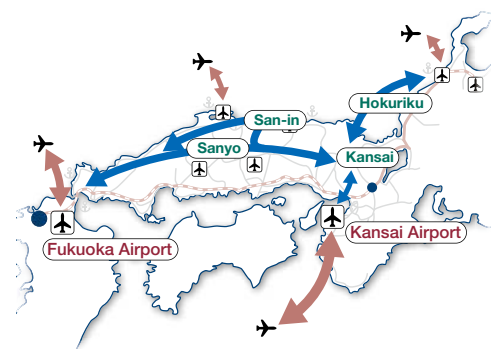 Hokuriku
San-in
Sanyo
Kansai
Kansai Airport
Fukuoka Airport